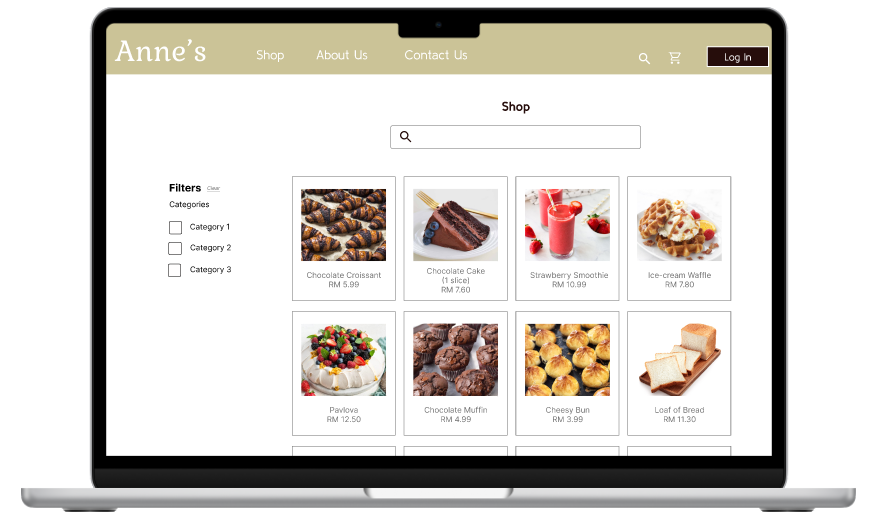 Anne's
Shop
About Us
Contact Us
Log In
Shop
Filters
Clear
Categories
Category 1
Category 2
Category 3
Chocolate Croissant
RM 5.99
Chocolate Cake
(1 slice)
RM 7.60
Strawberry Smoothie
RM 10.99
Ice-cream Waffle
RM 7.80
Pavlova
RM 12.50
Chocolate Muffin
RM 4.99
Cheesy Bun
RM 3.99
Loaf of Bread
RM 11.30